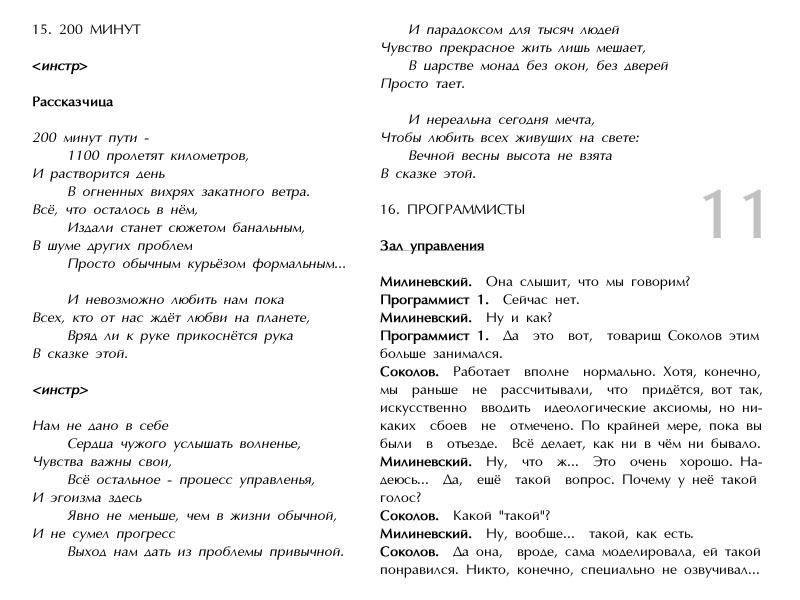 15. 200 МИНУТ
<инстр>
Рассказчица
200 минут пути -
1100 пролетят километров,
И растворится день
В огненных вихрях закатного ветра.
Всё, что осталось в нём,
Издали станет сюжетом банальным,
В шуме других проблем
Просто обычным курьёзом формальным...
И невозможно любить нам пока
Всех, кто от нас ждёт любви на планете,
Вряд ли к руке прикоснётся рука
В сказке этой.
<инстр>
Нам не дано в себе
Сердца чужого услышать волненье,
Чувства важны свои,
Всё остальное - процесс управленья,
И эгоизма здесь
Явно не меньше, чем в жизни обычной,
И не сумел прогресс
Выход нам дать из проблемы привычной.
И парадоксом для тысяч людей
Чувство прекрасное жить лишь мешает,
В царстве монад без окон, без дверей
Просто тает.
И нереальна сегодня мечта,
Чтобы любить всех живущих на свете:
Вечной весны высота не взята
В сказке этой.
16. ПРОГРАММИСТЫ
Зал управления
Милиневский. Она слышит, что мы говорим?
Программист 1. Сейчас нет.
Милиневский. Ну и как?
Программист 1. Да это вот, товарищ Соколов этим
больше занимался.
Соколов. Работает вполне нормально. Хотя, конечно,
мы раньше не рассчитывали, что придётся, вот так,
искусственно вводить идеологические аксиомы, но ни-
каких сбоев не отмечено. По крайней мере, пока вы
были в отъезде. Всё делает, как ни в чём ни бывало.
Милиневский. Ну, что ж... Это очень хорошо. На-
деюсь... Да, ещё такой вопрос. Почему у неё такой
голос?
Соколов. Какой "такой"?
Милиневский. Ну, вообще... такой, как есть.
Соколов. Да она, вроде, сама моделировала, ей такой
понравился. Никто, конечно, специально не озвучивал...
11